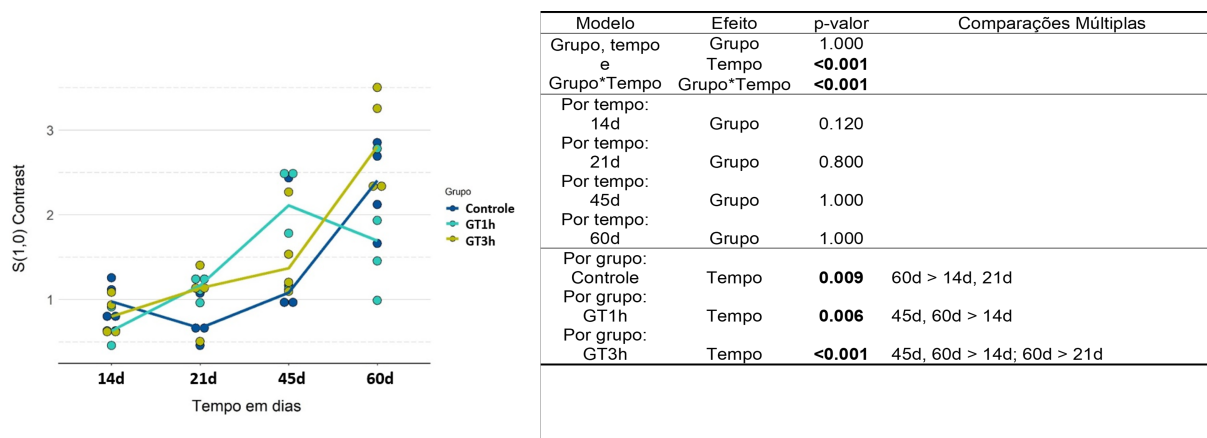 3
2
1
S(1,0) Contrast
14d 21d 45d 60d
Tempo em dias
Grupo
Controle
GT1h
GT3h
Modelo Efeito p-valor Comparações Múltiplas
Grupo, tempo Grupo 1.000
e Tempo <0.001
Grupo*Tempo Grupo*Tempo <0.001
Por tempo:
14d Grupo 0.120
Por tempo:
21d Grupo 0.800
Por tempo:
45d Grupo 1.000
Por tempo:
60d Grupo 1.000
Por grupo:
Controle Tempo 0.009 60d > 14d, 21d
Por grupo:
GT1h Tempo 0.006 45d, 60d > 14d
Por grupo:
GT3h Tempo <0.001 45d, 60d > 14d; 60d > 21d